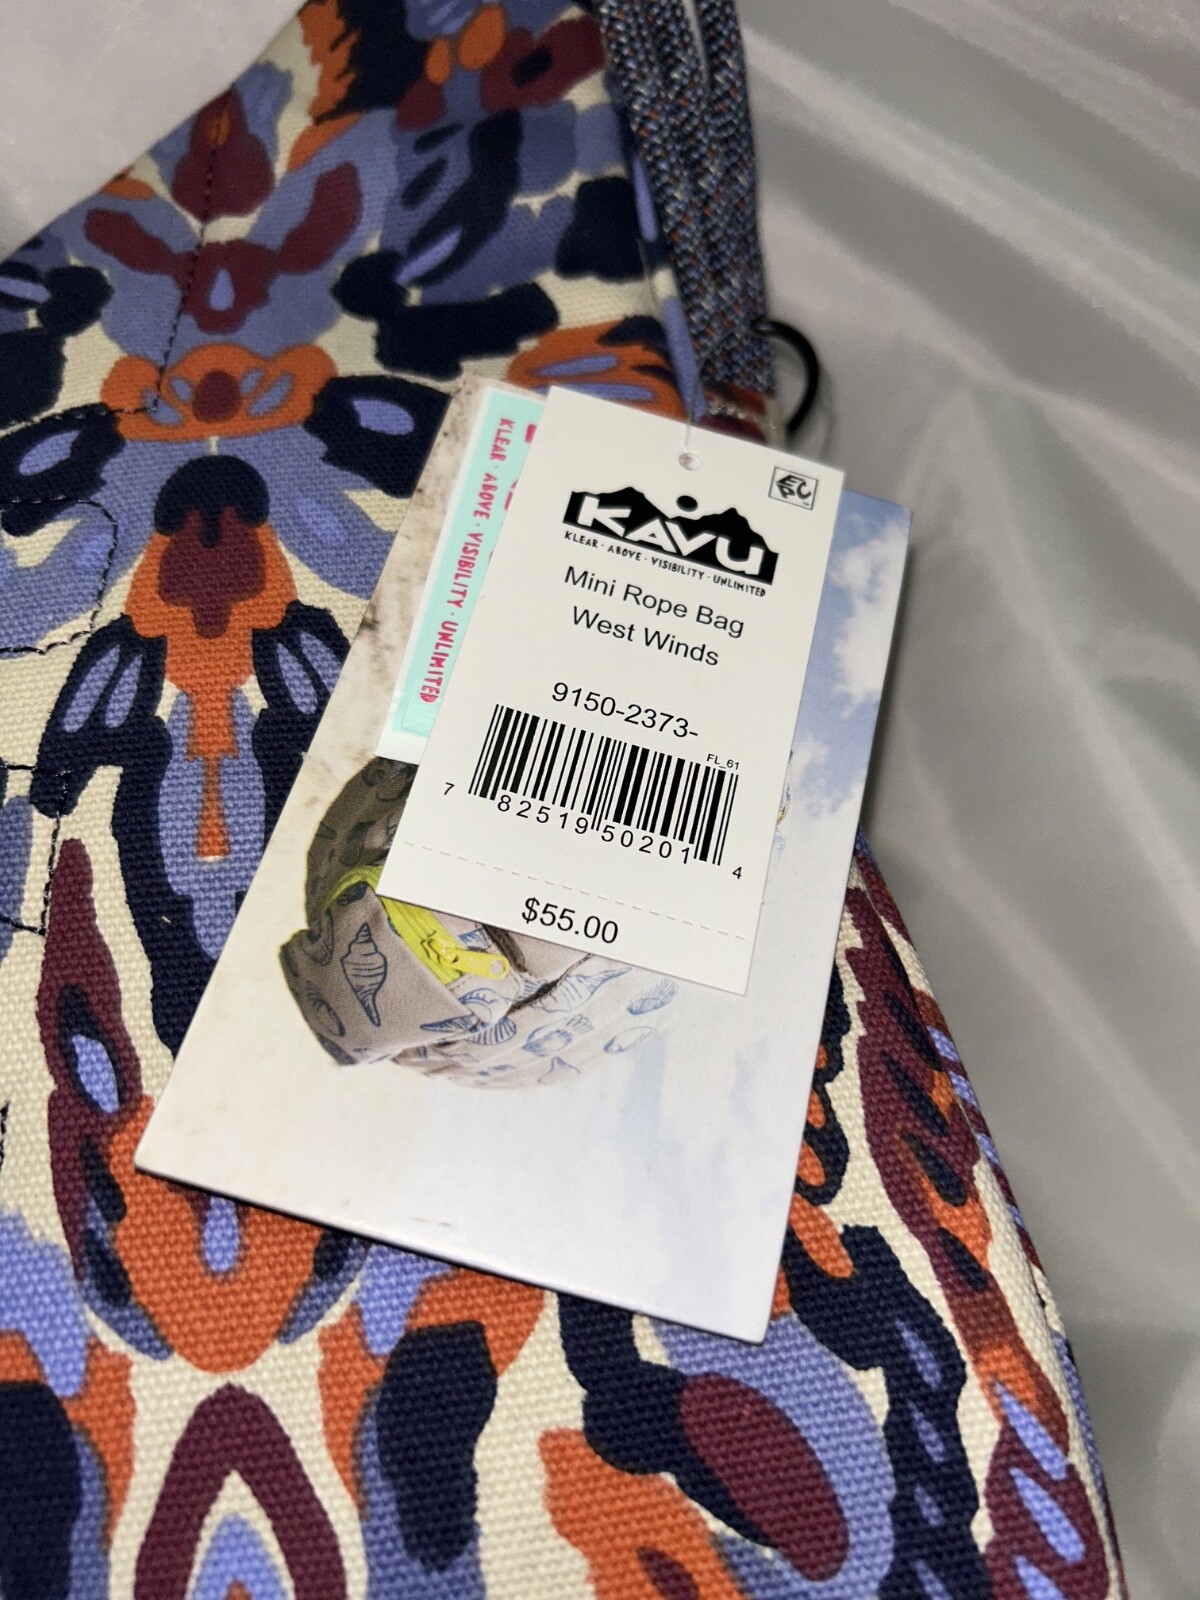 KLEAR · ABOVE · VISIBILITY · UNLIMITED
KAVU
KLEAR · ABOVE · VISIBILITY · UNLIMITED
Mini Rope Bag
West Winds
9150-2373-
FL_61
7 82519 50201 4
$55.00